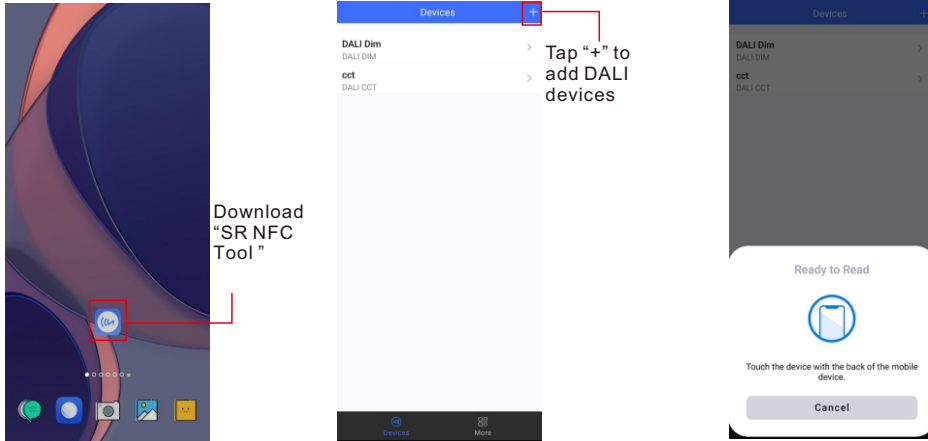 Download
“SR NFC
Tool ”
Devices +
DALI Dim
DALI DIM
cct
DALI CCT
Devices
More
Tap “+” to
add DALI
devices
Devices +
DALI Dim
DALI DIM
cct
DALI CCT
Ready to Read
Touch the device with the back of the mobile
device.
Cancel